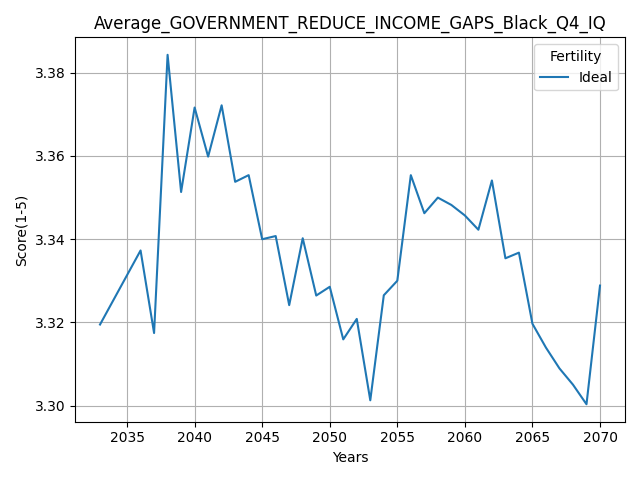 Average_GOVERNMENT_REDUCE_INCOME_GAPS_Black_Q4_IQ
Fertility
Ideal
Score(1-5)
3.38
3.36
3.34
3.32
3.30
2035 2040 2045 2050 2055 2060 2065 2070
Years